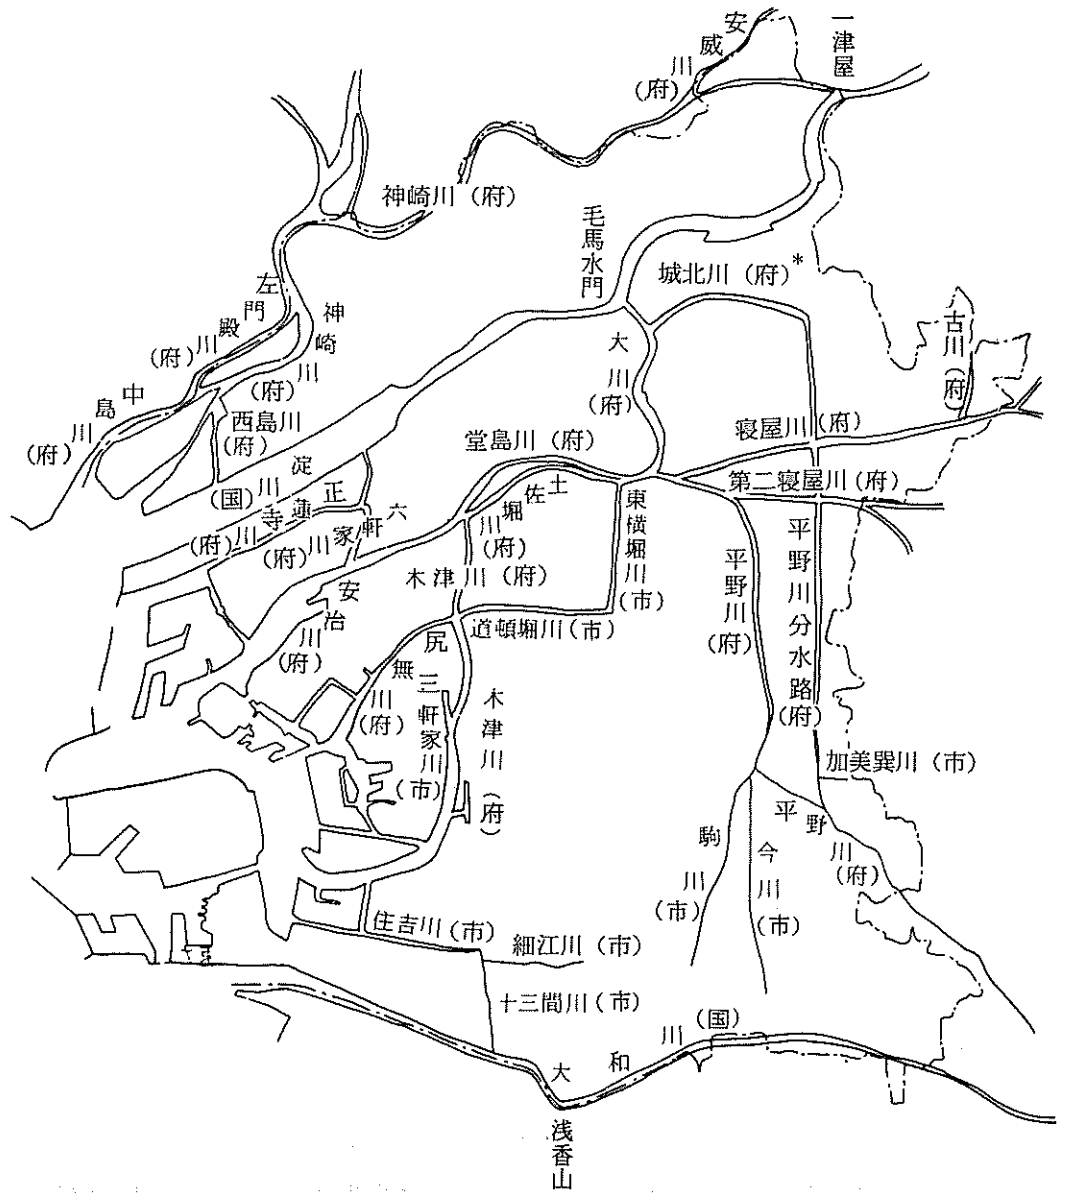 安威川(府)
一津屋
神崎川(府)
毛馬水門
城北川(府)*
左門殿川(府)
神崎川(府)
古川(府)
大川(府)
中島川(府)
西島川(府)
堂島川(府)
寝屋川(府)
淀川(国)
土佐堀川(府)
第二寝屋川(府)
正蓮寺川(府)
六軒家川(府)
東横堀川(市)
木津川(府)
平野川(府)
平野川分水路(府)
安治川(府)
道頓堀川(市)
尻無川(府)
三軒家川(市)
木津川(府)
加美巽川(市)
平野川(府)
駒川(市)
今川(市)
住吉川(市)
細江川(市)
十三間川(市)
大和川(国)
浅香山